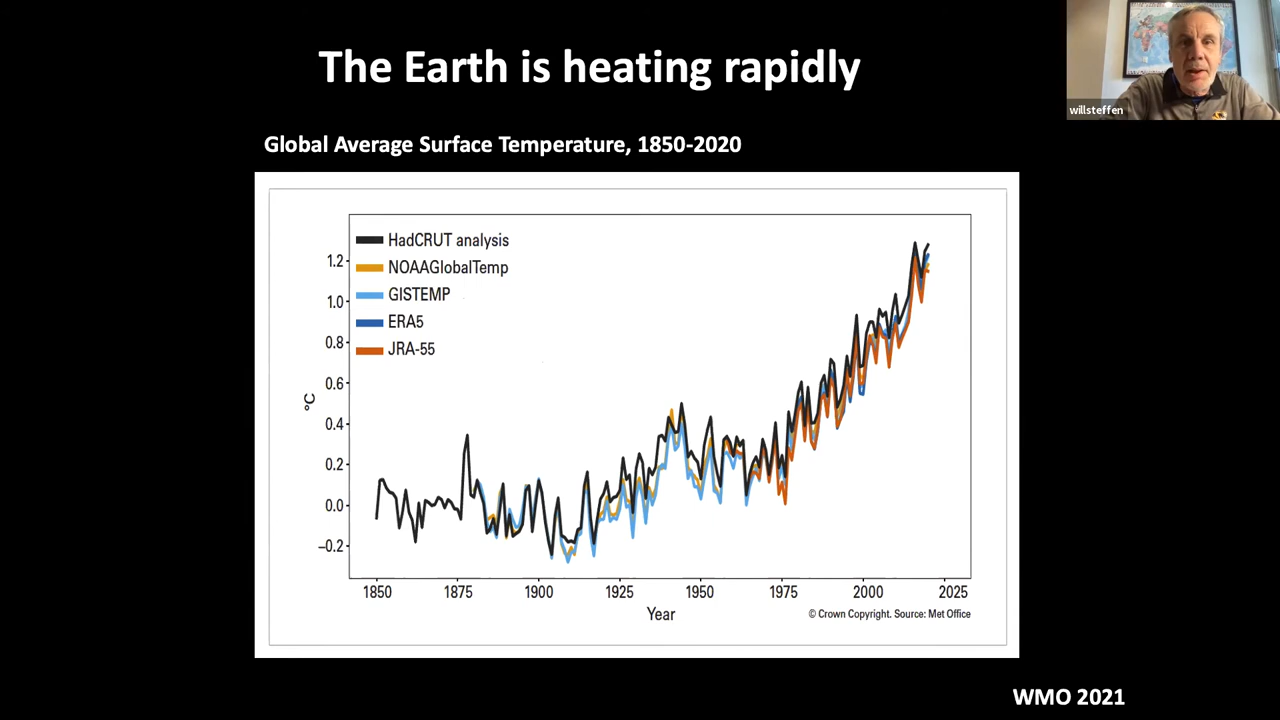 The Earth is heating rapidly
willsteffen
Global Average Surface Temperature, 1850-2020
HadCRUT analysis
NOAAGlobalTemp
GISTEMP
ERA5
JRA-55
1.2
1.0
0.8
0.6
0.4
0.2
0.0
–0.2
°C
1850 1875 1900 1925 1950 1975 2000 2025
Year
© Crown Copyright. Source: Met Office
WMO 2021